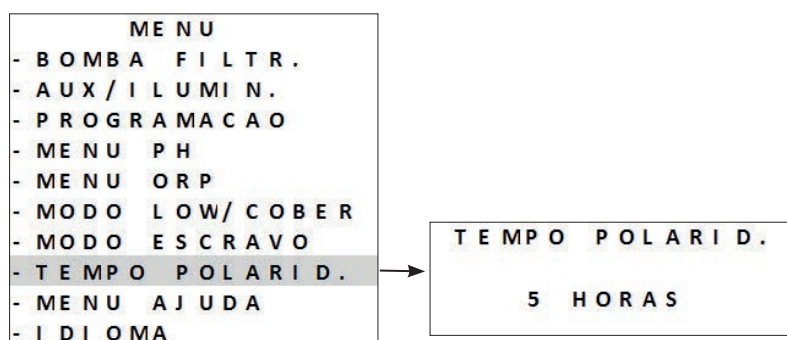 MENU
- BOMBA FILTR.
- AUX/ILUMIN.
- PROGRAMACAO
- MENU PH
- MENU ORP
- MODO LOW/COBER
- MODO ESCRAVO
- TEMPO POLARID.
- MENU AJUDA
- IDIOMA
TEMPO POLARID.
5 HORAS